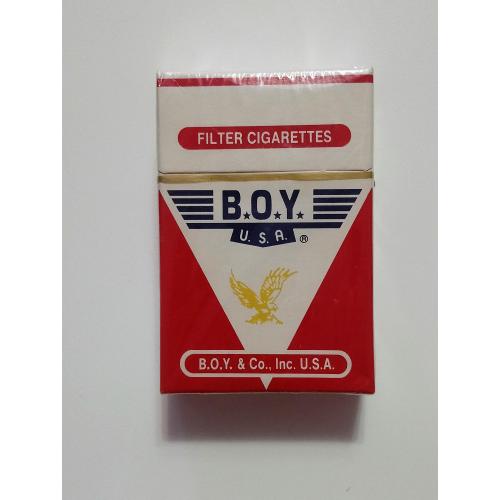 FILTER CIGARETTES
B.O.Y.
U.S.A. ®
B.O.Y. & Co., Inc. U.S.A.